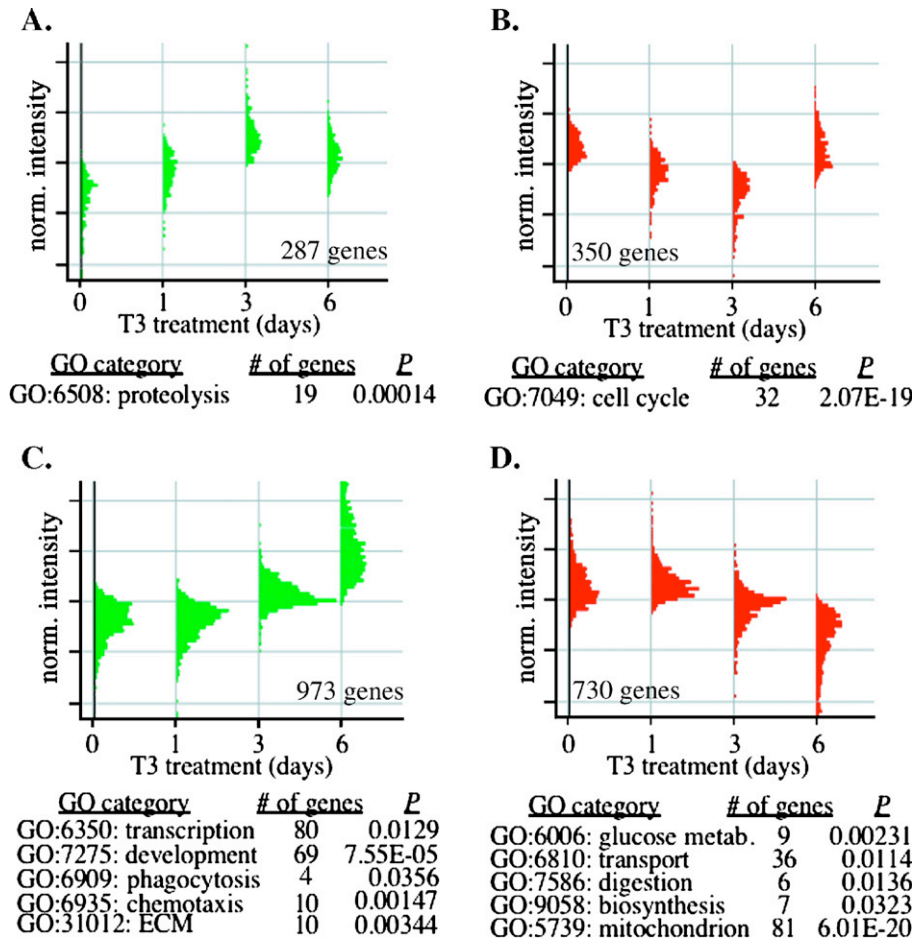 A.
norm. intensity
287 genes
0 1 3 6
T3 treatment (days)
GO category # of genes P
GO:6508: proteolysis 19 0.00014
B.
norm. intensity
350 genes
0 1 3 6
T3 treatment (days)
GO category # of genes P
GO:7049: cell cycle 32 2.07E-19
C.
norm. intensity
973 genes
0 1 3 6
T3 treatment (days)
GO category # of genes P
GO:6350: transcription 80 0.0129
GO:7275: development 69 7.55E-05
GO:6909: phagocytosis 4 0.0356
GO:6935: chemotaxis 10 0.00147
GO:31012: ECM 10 0.00344
D.
norm. intensity
730 genes
0 1 3 6
T3 treatment (days)
GO category # of genes P
GO:6006: glucose metab. 9 0.00231
GO:6810: transport 36 0.0114
GO:7586: digestion 6 0.0136
GO:9058: biosynthesis 7 0.0323
GO:5739: mitochondrion 81 6.01E-20